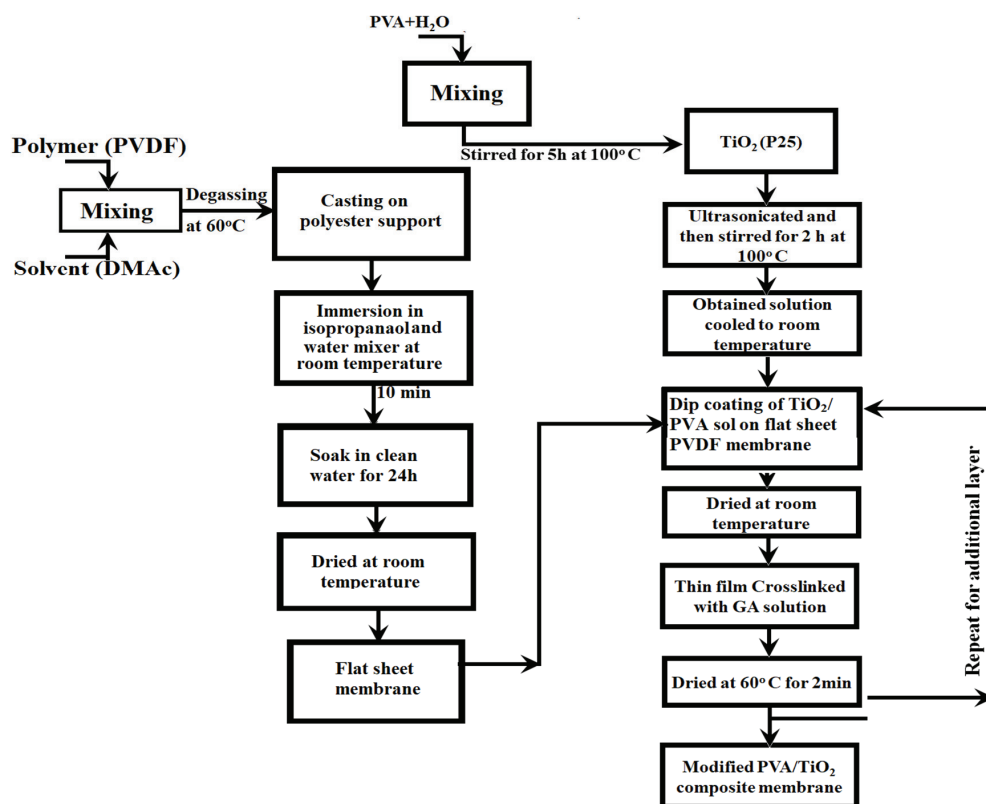 PVA+H₂O
Mixing
Stirred for 5h at 100°C
TiO₂ (P25)
Polymer (PVDF)
Mixing
Solvent (DMAc)
Degassing
at 60°C
Casting on
polyester support
Immersion in
isopropanaol and
water mixer at
room temperature
10 min
Soak in clean
water for 24h
Dried at room
temperature
Flat sheet
membrane
Ultrasonicated and
then stirred for 2 h at
100°C
Obtained solution
cooled to room
temperature
Dip coating of TiO₂/
PVA sol on flat sheet
PVDF membrane
Dried at room
temperature
Thin film Crosslinked
with GA solution
Dried at 60°C for 2min
Modified PVA/TiO₂
composite membrane
Repeat for additional layer